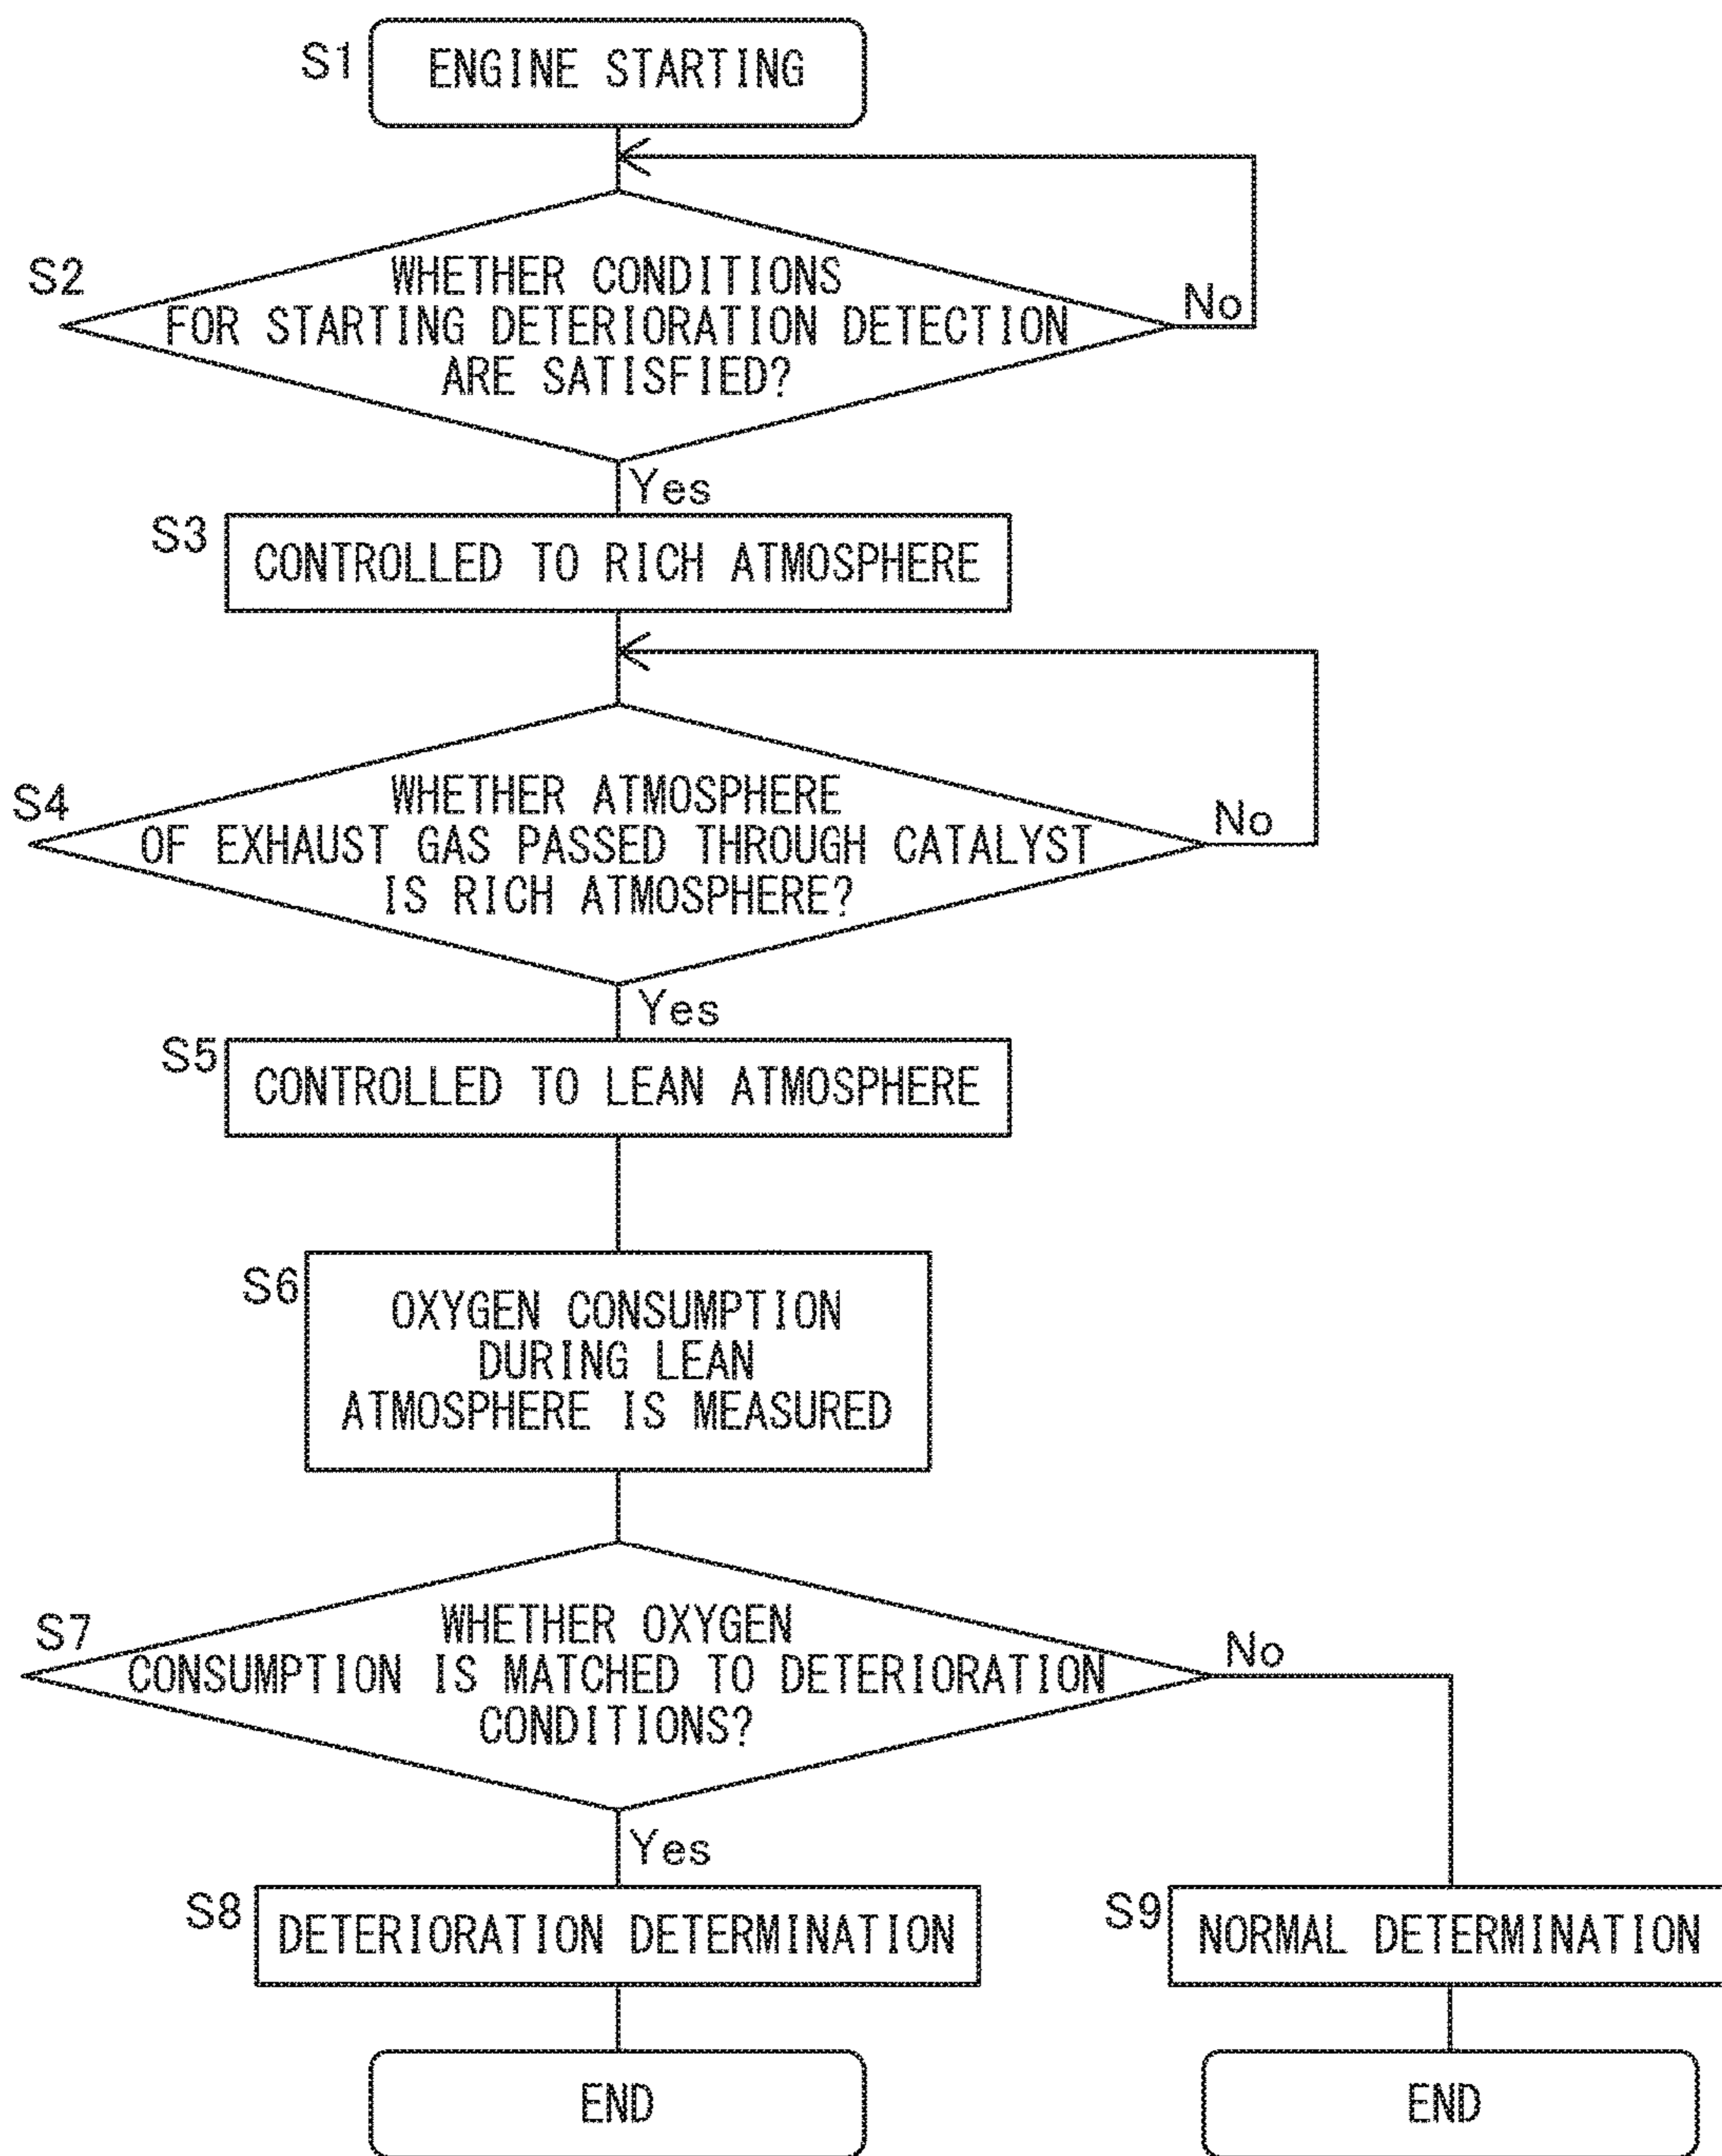 S1
ENGINE STARTING
S2
WHETHER CONDITIONS
FOR STARTING DETERIORATION DETECTION
ARE SATISFIED?
No
Yes
S3
CONTROLLED TO RICH ATMOSPHERE
S4
WHETHER ATMOSPHERE
OF EXHAUST GAS PASSED THROUGH CATALYST
IS RICH ATMOSPHERE?
No
Yes
S5
CONTROLLED TO LEAN ATMOSPHERE
S6
OXYGEN CONSUMPTION
DURING LEAN
ATMOSPHERE IS MEASURED
S7
WHETHER OXYGEN
CONSUMPTION IS MATCHED TO DETERIORATION
CONDITIONS?
No
Yes
S8
DETERIORATION DETERMINATION
S9
NORMAL DETERMINATION
END
END